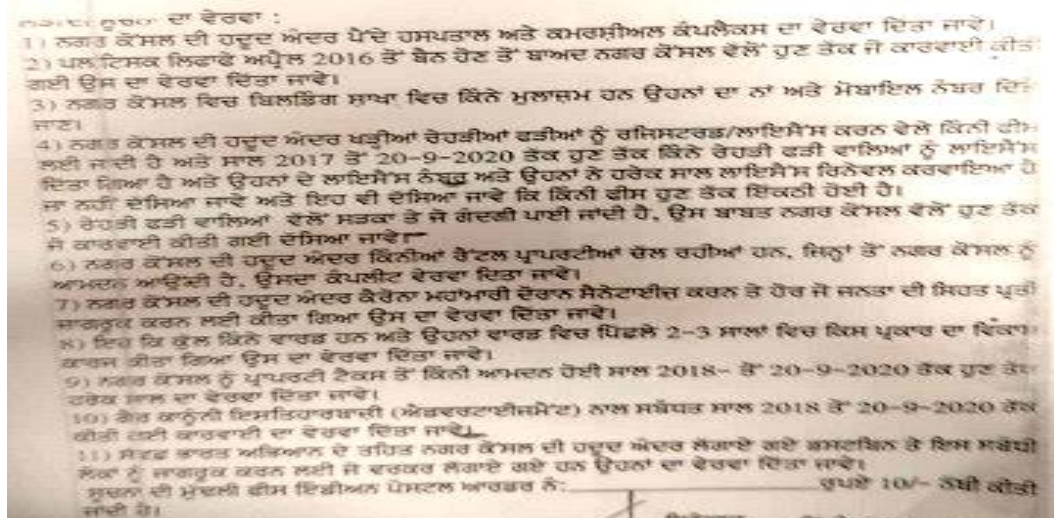 ਦਾ ਵੇਰਵਾ :
1) ਨਗਰ ਕੌਂਸਲ ਦੀ ਹਦੂਦ ਅੰਦਰ ਪੈਂਦੇ ਹਸਪਤਾਲ ਅਤੇ ਕਮਰਸ਼ੀਅਲ ਕੰਪਲੈਕਸ ਦਾ ਵੇਰਵਾ ਦਿੱਤਾ ਜਾਵੇ।
2) ਪਲਾਟਿਸਕ ਲਿਫਾਫੇ ਅਪ੍ਰੈਲ 2016 ਤੋਂ ਬੈਨ ਹੋਣ ਤੋਂ ਬਾਅਦ ਨਗਰ ਕੌਂਸਲ ਵੱਲੋਂ ਹੁਣ ਤੱਕ ਜੋ ਕਾਰਵਾਈ ਕੀਤੀ
ਗਈ ਉਸ ਦਾ ਵੇਰਵਾ ਦਿੱਤਾ ਜਾਵੇ।
3) ਨਗਰ ਕੌਂਸਲ ਵਿਚ ਬਿਲਡਿੰਗ ਸਾਖਾ ਵਿਚ ਕਿੰਨੇ ਮੁਲਾਜ਼ਮ ਹਨ ਉਹਨਾਂ ਦਾ ਨਾਂ ਅਤੇ ਮੋਬਾਇਲ ਨੰਬਰ ਦਿੱਤੇ
ਜਾਣ।
4) ਨਗਰ ਕੌਂਸਲ ਦੀ ਹਦੂਦ ਅੰਦਰ ਖੜ੍ਹੀਆਂ ਰੇਹੜੀਆਂ ਫੜੀਆਂ ਨੂੰ ਰਜਿਸਟਰਡ/ਲਾਇਸੈਂਸ ਕਰਨ ਵੇਲੇ ਕਿੰਨੀ ਫੀਸ
ਲਈ ਜਾਂਦੀ ਹੈ ਅਤੇ ਸਾਲ 2017 ਤੋਂ 20-9-2020 ਤੱਕ ਹੁਣ ਤੱਕ ਕਿੰਨੇ ਰੇਹੜੀ ਫੜੀ ਵਾਲਿਆਂ ਨੂੰ ਲਾਇਸੈਂਸ
ਦਿੱਤਾ ਗਿਆ ਹੈ ਅਤੇ ਉਹਨਾਂ ਦੇ ਲਾਇਸੈਂਸ ਨੰਬਰ ਅਤੇ ਉਹਨਾਂ ਨੇ ਹਰੇਕ ਸਾਲ ਲਾਇਸੈਂਸ ਰਿਨੇਵਲ ਕਰਵਾਇਆ ਹੈ
ਜਾ ਨਹੀਂ ਦੱਸਿਆ ਜਾਵੇ ਅਤੇ ਇਹ ਵੀ ਦੱਸਿਆ ਜਾਵੇ ਕਿ ਕਿੰਨੀ ਫੀਸ ਹੁਣ ਤੱਕ ਇੱਕਠੀ ਹੋਈ ਹੈ।
5) ਰੇਹੜੀ ਫੜੀ ਵਾਲਿਆਂ ਵੱਲੋਂ ਸੜਕਾ ਤੇ ਜੋ ਗੰਦਗੀ ਪਾਈ ਜਾਂਦੀ ਹੈ, ਉਸ ਬਾਬਤ ਨਗਰ ਕੌਂਸਲ ਵੱਲੋਂ ਹੁਣ ਤੱਕ
ਜੋ ਕਾਰਵਾਈ ਕੀਤੀ ਗਈ ਦੱਸਿਆ ਜਾਵੇ।
6) ਨਗਰ ਕੌਂਸਲ ਦੀ ਹਦੂਦ ਅੰਦਰ ਕਿੰਨੀਆਂ ਰੈਂਟਲ ਪ੍ਰਾਪਰਟੀਆਂ ਚੱਲ ਰਹੀਆਂ ਹਨ, ਜਿਨ੍ਹਾਂ ਤੋਂ ਨਗਰ ਕੌਂਸਲ ਨੂੰ
ਆਮਦਨ ਆਉਂਦੀ ਹੈ, ਉਸਦਾ ਕੰਪਲੀਟ ਵੇਰਵਾ ਦਿੱਤਾ ਜਾਵੇ।
7) ਨਗਰ ਕੌਂਸਲ ਦੀ ਹਦੂਦ ਅੰਦਰ ਕੋਰੋਨਾ ਮਹਾਂਮਾਰੀ ਦੌਰਾਨ ਸੈਨੇਟਾਈਜ਼ ਕਰਨ ਤੇ ਹੋਰ ਜੋ ਜਨਤਾ ਦੀ ਸਿਹਤ ਪ੍ਰਤੀ
ਜਾਗਰੂਕ ਕਰਨ ਲਈ ਕੀਤਾ ਗਿਆ ਉਸ ਦਾ ਵੇਰਵਾ ਦਿੱਤਾ ਜਾਵੇ।
8) ਇਹ ਕਿ ਕੁੱਲ ਕਿੰਨੇ ਵਾਰਡ ਹਨ ਅਤੇ ਉਹਨਾਂ ਵਾਰਡ ਵਿਚ ਪਿਛਲੇ 2-3 ਸਾਲਾਂ ਵਿਚ ਕਿਸ ਪ੍ਰਕਾਰ ਦਾ ਵਿਕਾਸ
ਕਾਰਜ ਕੀਤਾ ਗਿਆ ਉਸ ਦਾ ਵੇਰਵਾ ਦਿੱਤਾ ਜਾਵੇ।
9) ਨਗਰ ਕੌਂਸਲ ਨੂੰ ਪ੍ਰਾਪਰਟੀ ਟੈਕਸ ਤੋਂ ਕਿੰਨੀ ਆਮਦਨ ਹੋਈ ਸਾਲ 2018- ਤੋਂ 20-9-2020 ਤੱਕ ਹੁਣ ਤੱਕ
ਹਰੇਕ ਸਾਲ ਦਾ ਵੇਰਵਾ ਦਿੱਤਾ ਜਾਵੇ।
10) ਗੈਰ ਕਾਨੂੰਨੀ ਇਸਤਿਹਾਰਬਾਜ਼ੀ (ਐਡਵਰਟਾਈਜਮੈਂਟ) ਨਾਲ ਸਬੰਧਤ ਸਾਲ 2018 ਤੋਂ 20-9-2020 ਤੱਕ
ਕੀਤੀ ਗਈ ਕਾਰਵਾਈ ਦਾ ਵੇਰਵਾ ਦਿੱਤਾ ਜਾਵੇ।
11) ਸਵੱਛ ਭਾਰਤ ਅਭਿਆਨ ਦੇ ਤਹਿਤ ਨਗਰ ਕੌਂਸਲ ਦੀ ਹਦੂਦ ਅੰਦਰ ਲਗਾਏ ਗਏ ਡਸਟਬਿਨ ਤੇ ਇਸ ਸਬੰਧੀ
ਲੋਕਾਂ ਨੂੰ ਜਾਗਰੂਕ ਕਰਨ ਲਈ ਜੋ ਵਰਕਰ ਲਗਾਏ ਗਏ ਹਨ ਉਹਨਾਂ ਦਾ ਵੇਰਵਾ ਦਿੱਤਾ ਜਾਵੇ।
ਸੂਚਨਾ ਦੀ ਮੁੱਢਲੀ ਫੀਸ ਇੰਡੀਅਨ ਪੋਸਟਲ ਆਰਡਰ ਨੰ: ਰੁਪਏ 10/- ਨੱਥੀ ਕੀਤੀ
ਜਾਂਦੀ ਹੈ।